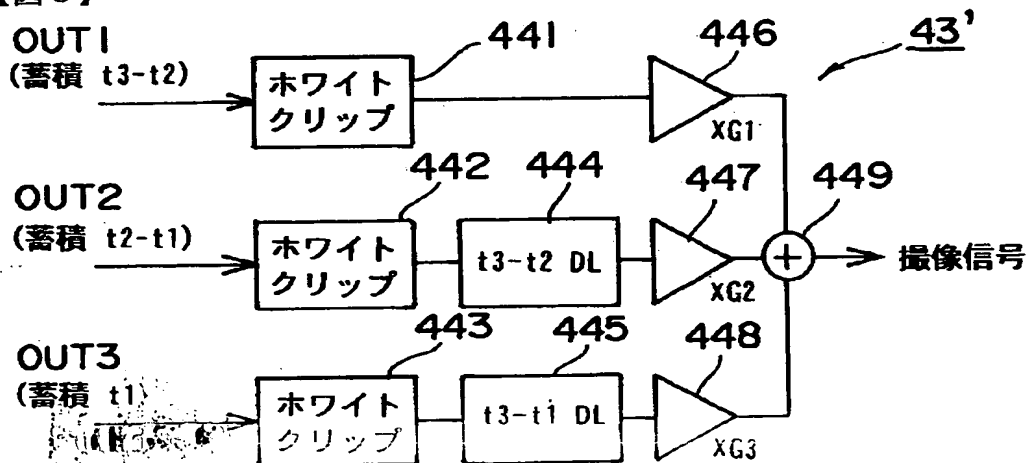 OUT1
(蓄積 t3-t2)
441
ホワイト
クリップ
446
XG1
43'
OUT2
(蓄積 t2-t1)
442
ホワイト
クリップ
444
t3-t2 DL
447
XG2
449
撮像信号
OUT3
(蓄積 t1)
443
ホワイト
クリップ
445
t3-t1 DL
448
XG3